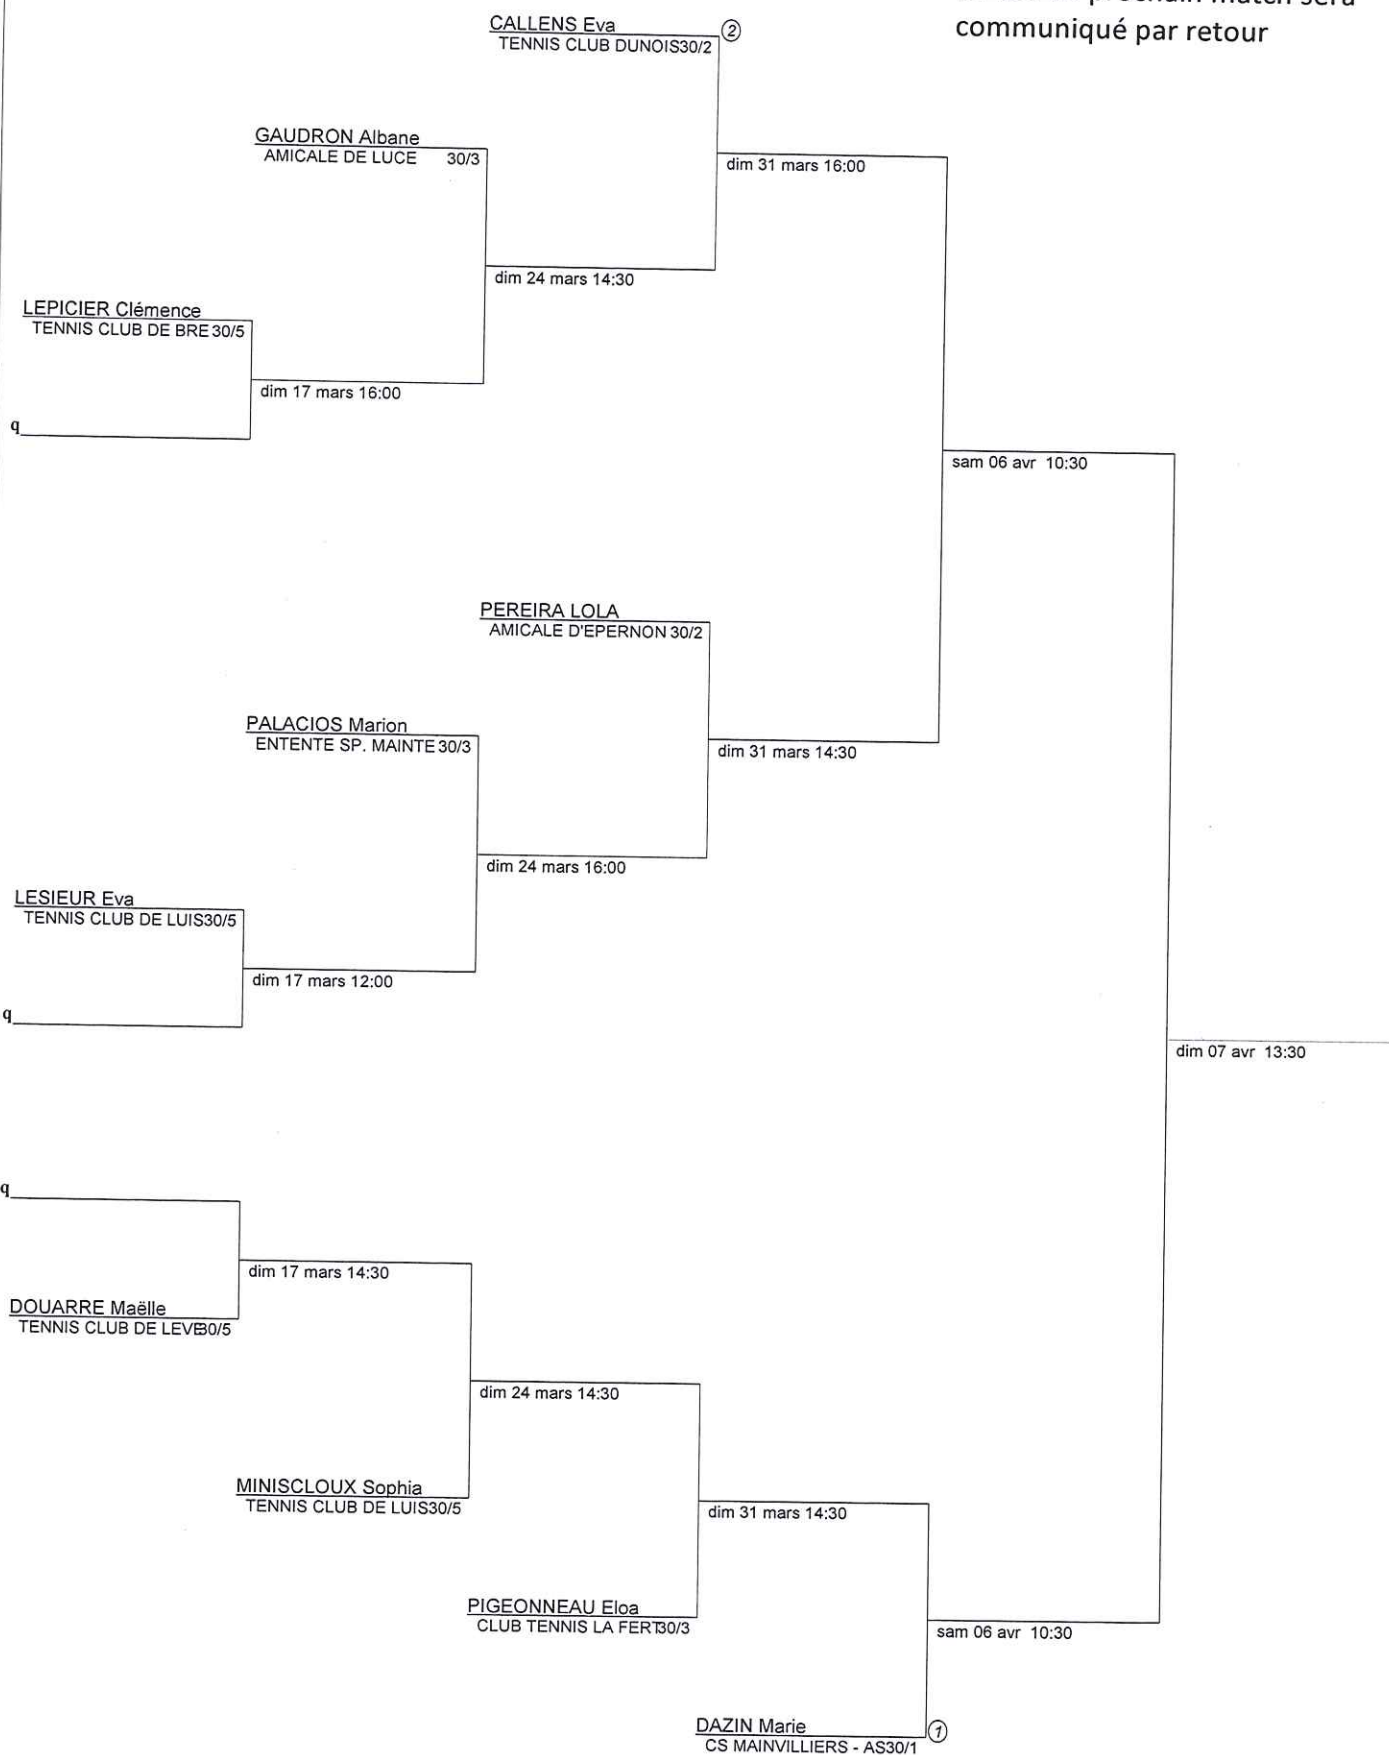 prochain match sera
communiqué par retour
CALLENS Eva
②
TENNIS CLUB DUNOIS30/2
GAUDRON Albane
AMICALE DE LUCE 30/3
dim 31 mars 16:00
dim 24 mars 14:30
LEPICIER Clémence
TENNIS CLUB DE BRE 30/5
dim 17 mars 16:00
q
sam 06 avr 10:30
PEREIRA LOLA
AMICALE D'EPERNON 30/2
PALACIOS Marion
ENTENTE SP. MAINTE 30/3
dim 31 mars 14:30
dim 24 mars 16:00
LESIEUR Eva
TENNIS CLUB DE LUIS30/5
dim 17 mars 12:00
q
dim 07 avr 13:30
q
dim 17 mars 14:30
DOUARRE Maëlle
TENNIS CLUB DE LEVE30/5
dim 24 mars 14:30
MINISCLOUX Sophia
TENNIS CLUB DE LUIS30/5
dim 31 mars 14:30
PIGEONNEAU Eloa
CLUB TENNIS LA FERT30/3
sam 06 avr 10:30
DAZIN Marie
①
CS MAINVILLIERS - AS30/1